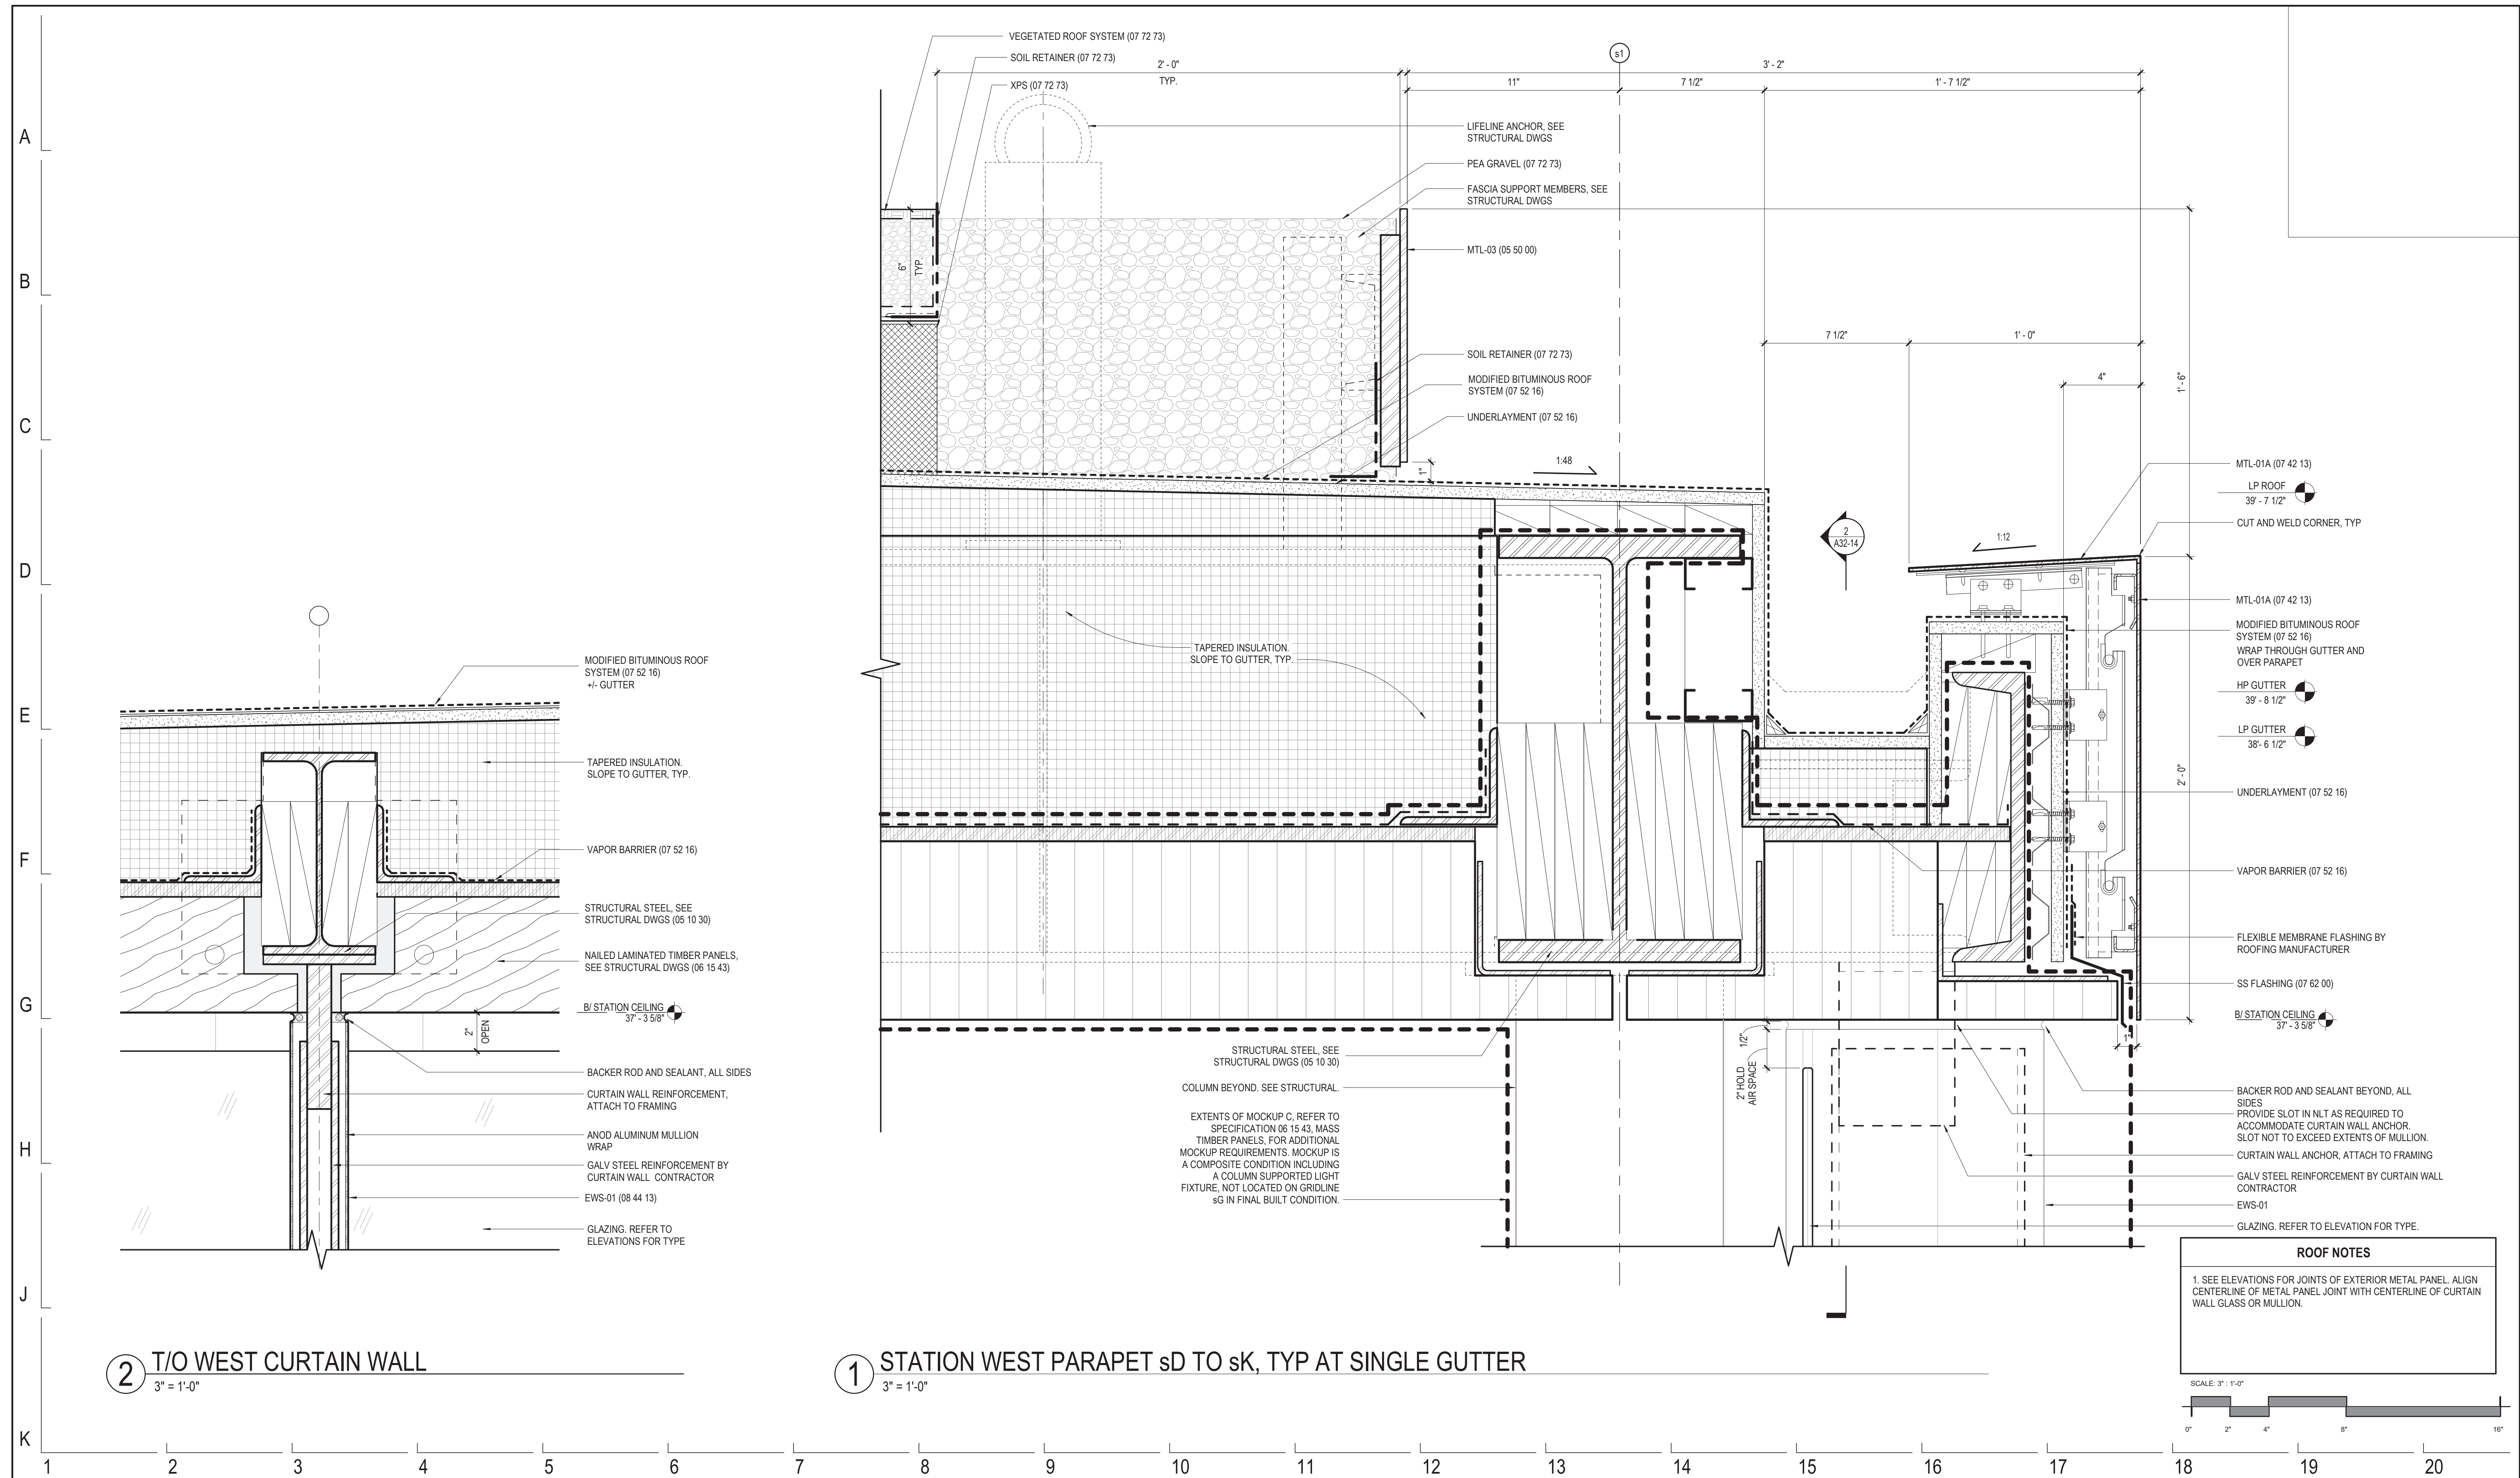 VEGETATED ROOF SYSTEM (07 72 73)
SOIL RETAINER (07 72 73)
XPS (07 72 73)
2' - 0"
TYP.
s1
3' - 2"
11"
7 1/2"
1' - 7 1/2"
LIFELINE ANCHOR, SEE
STRUCTURAL DWGS
PEA GRAVEL (07 72 73)
FASCIA SUPPORT MEMBERS, SEE
STRUCTURAL DWGS
MTL-03 (05 50 00)
6"
TYP.
SOIL RETAINER (07 72 73)
MODIFIED BITUMINOUS ROOF
SYSTEM (07 52 16)
UNDERLAYMENT (07 52 16)
7 1/2"
1' - 0"
4"
1' - 6"
1"
1:48
2
A32-14
1:12
MTL-01A (07 42 13)
LP ROOF
39' - 7 1/2"
CUT AND WELD CORNER, TYP
MTL-01A (07 42 13)
MODIFIED BITUMINOUS ROOF
SYSTEM (07 52 16)
WRAP THROUGH GUTTER AND
OVER PARAPET
HP GUTTER
39' - 8 1/2"
LP GUTTER
38'- 6 1/2"
2' - 0"
UNDERLAYMENT (07 52 16)
VAPOR BARRIER (07 52 16)
FLEXIBLE MEMBRANE FLASHING BY
ROOFING MANUFACTURER
SS FLASHING (07 62 00)
B/ STATION CEILING
37' - 3 5/8"
1"
BACKER ROD AND SEALANT BEYOND, ALL
SIDES
PROVIDE SLOT IN NLT AS REQUIRED TO
ACCOMMODATE CURTAIN WALL ANCHOR.
SLOT NOT TO EXCEED EXTENTS OF MULLION.
CURTAIN WALL ANCHOR, ATTACH TO FRAMING
GALV STEEL REINFORCEMENT BY CURTAIN WALL
CONTRACTOR
EWS-01
GLAZING. REFER TO ELEVATION FOR TYPE.
TAPERED INSULATION.
SLOPE TO GUTTER, TYP.
STRUCTURAL STEEL, SEE
STRUCTURAL DWGS (05 10 30)
COLUMN BEYOND. SEE STRUCTURAL.
EXTENTS OF MOCKUP C, REFER TO
SPECIFICATION 06 15 43, MASS
TIMBER PANELS, FOR ADDITIONAL
MOCKUP REQUIREMENTS. MOCKUP IS
A COMPOSITE CONDITION INCLUDING
A COLUMN SUPPORTED LIGHT
FIXTURE, NOT LOCATED ON GRIDLINE
sG IN FINAL BUILT CONDITION.
1/2"
2" HOLD
AIR SPACE
MODIFIED BITUMINOUS ROOF
SYSTEM (07 52 16)
+/- GUTTER
TAPERED INSULATION.
SLOPE TO GUTTER, TYP.
VAPOR BARRIER (07 52 16)
STRUCTURAL STEEL, SEE
STRUCTURAL DWGS (05 10 30)
NAILED LAMINATED TIMBER PANELS,
SEE STRUCTURAL DWGS (06 15 43)
B/ STATION CEILING
37' - 3 5/8"
2"
OPEN
BACKER ROD AND SEALANT, ALL SIDES
CURTAIN WALL REINFORCEMENT,
ATTACH TO FRAMING
ANOD ALUMINUM MULLION
WRAP
GALV STEEL REINFORCEMENT BY
CURTAIN WALL CONTRACTOR
EWS-01 (08 44 13)
GLAZING. REFER TO
ELEVATIONS FOR TYPE
2
T/O WEST CURTAIN WALL
3" = 1'-0"
1
STATION WEST PARAPET sD TO sK, TYP AT SINGLE GUTTER
3" = 1'-0"
ROOF NOTES
1. SEE ELEVATIONS FOR JOINTS OF EXTERIOR METAL PANEL. ALIGN
CENTERLINE OF METAL PANEL JOINT WITH CENTERLINE OF CURTAIN
WALL GLASS OR MULLION.
SCALE: 3" : 1'-0"
0" 2" 4" 8" 16"
A
B
C
D
E
F
G
H
J
K
1 2 3 4 5 6 7 8 9 10 11 12 13 14 15 16 17 18 19 20